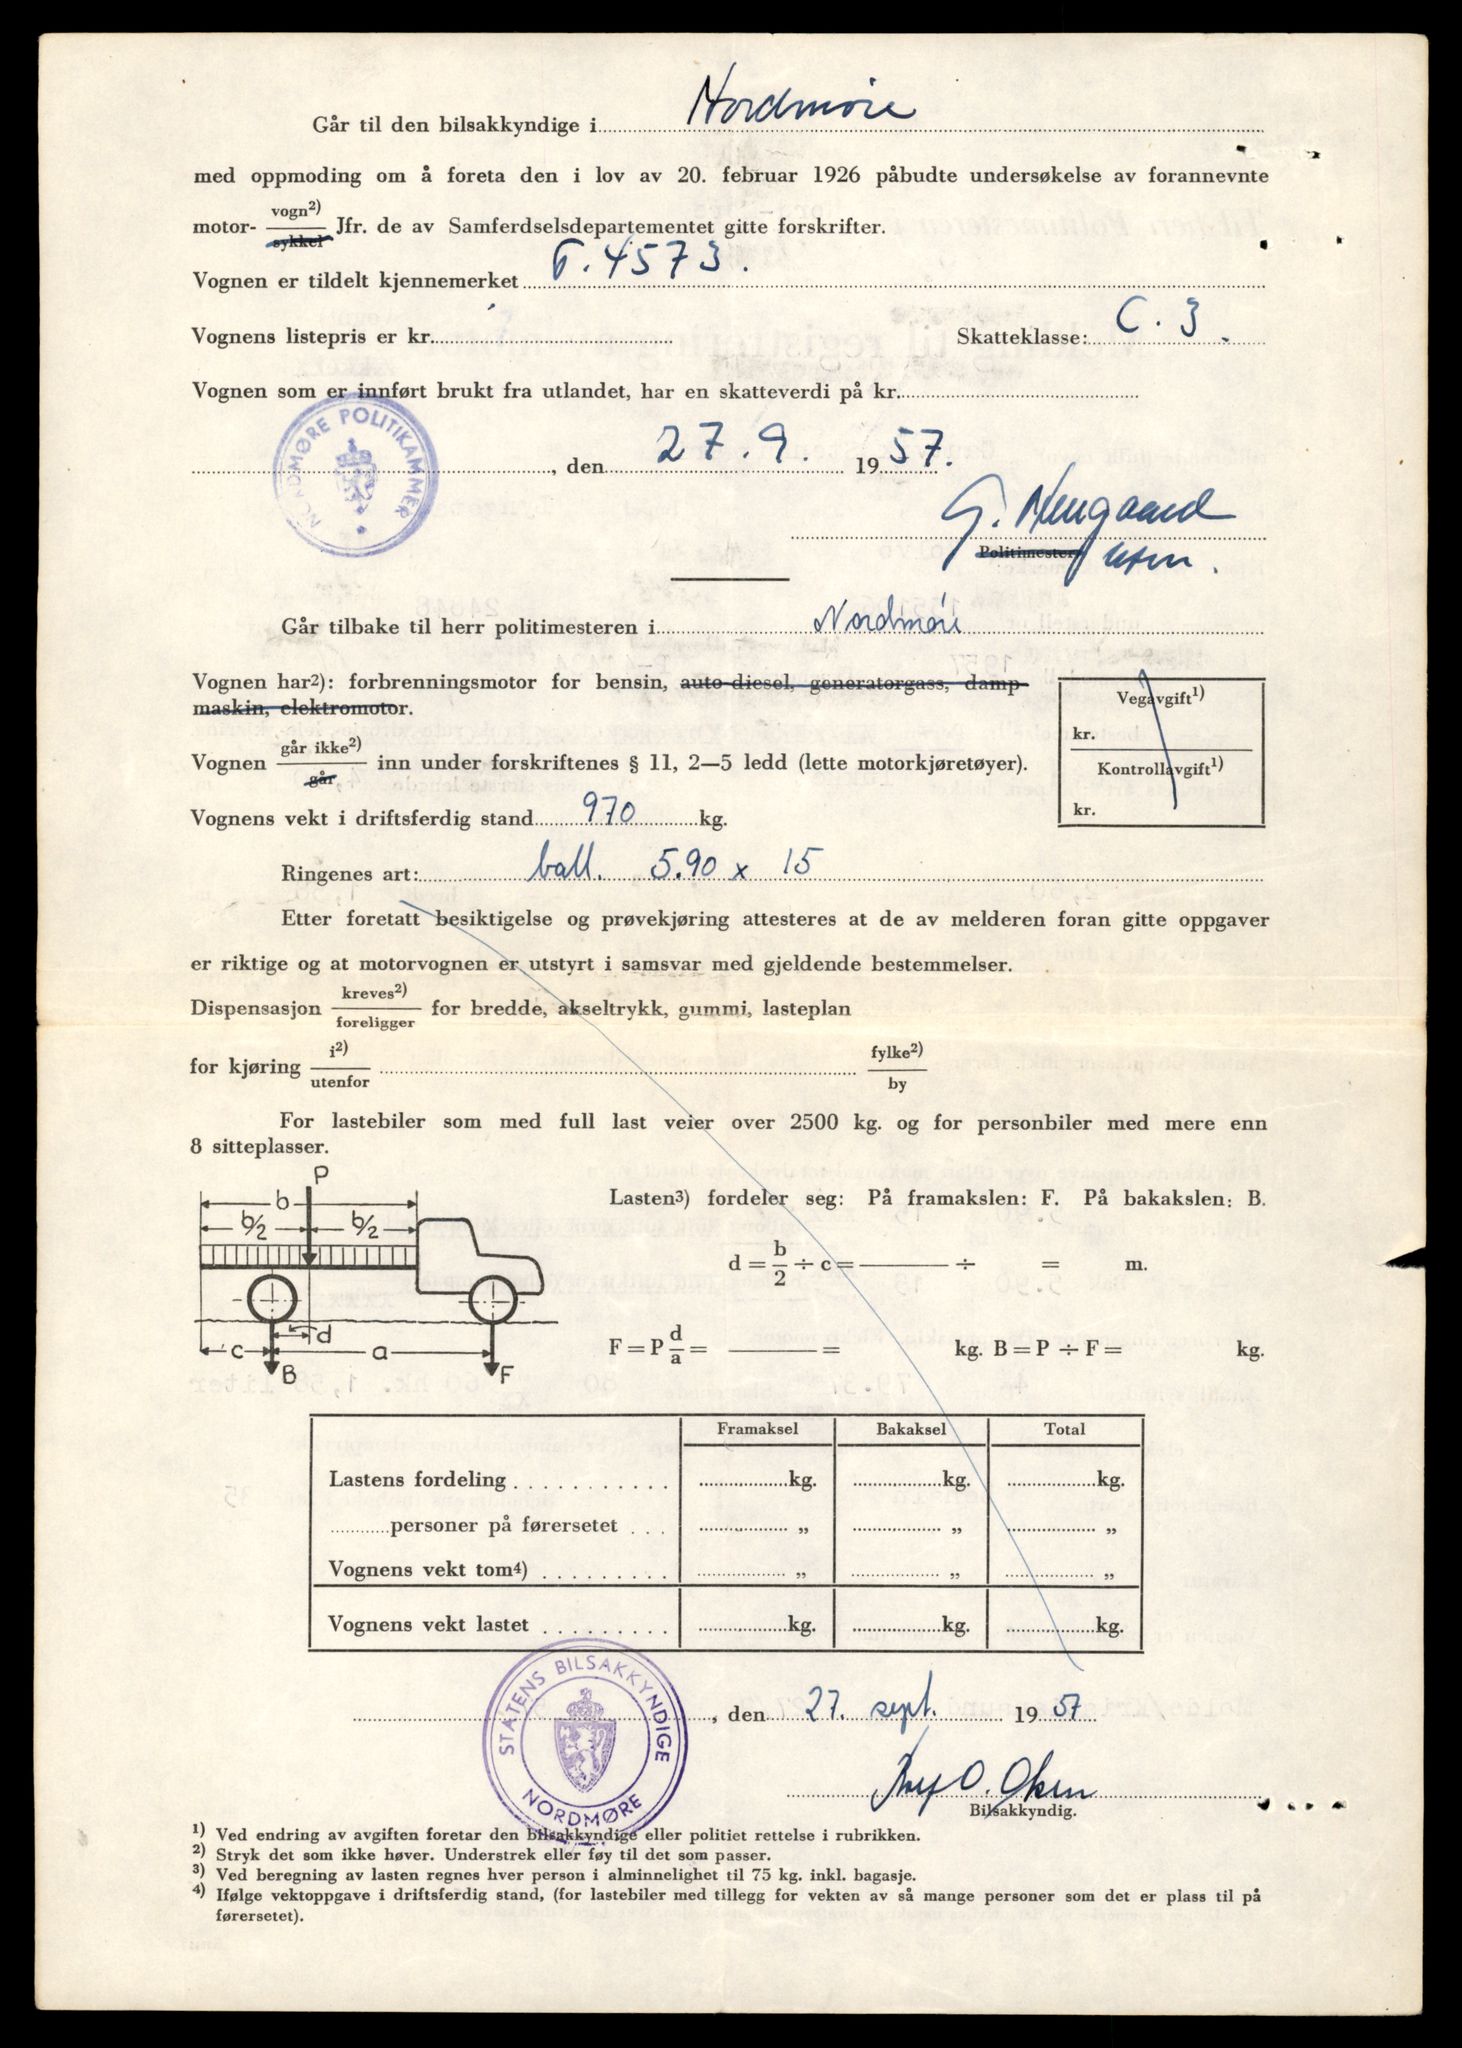 Går til den bilsakkyndige i Nordmøre
med oppmoding om å foreta den i lov av 20. februar 1926 påbudte undersøkelse av forannevnte
motor- vogn²)/sykkel Jfr. de av Samferdselsdepartementet gitte forskrifter.
Vognen er tildelt kjennemerket T. 4573.
Vognens listepris er kr. Skatteklasse: C. 3.
Vognen som er innført brukt fra utlandet, har en skatteverdi på kr.
NORDMØRE POLITIKAMMER
, den 27. 9. 19 57.
G. Neugaard
Politimester
Går tilbake til herr politimesteren i Nordmøre
Vognen har²): forbrenningsmotor for bensin, auto-diesel, generatorgass, damp-
maskin, elektromotor.
Vegavgift¹)
kr.
Kontrollavgift¹)
kr.
Vognen går ikke²)/går inn under forskriftenes § 11, 2—5 ledd (lette motorkjøretøyer).
Vognens vekt i driftsferdig stand 970 kg.
Ringenes art: ball. 5.90 x 15
Etter foretatt besiktigelse og prøvekjøring attesteres at de av melderen foran gitte oppgaver
er riktige og at motorvognen er utstyrt i samsvar med gjeldende bestemmelser.
Dispensasjon kreves²)/foreligger for bredde, akseltrykk, gummi, lasteplan
for kjøring i²)/utenfor fylke²)/by
For lastebiler som med full last veier over 2500 kg. og for personbiler med mere enn
8 sitteplasser.
P
b
b/2 b/2
c d a
B F
Lasten³) fordeler seg: På framakslen: F. På bakakslen: B.
d = b/2 ÷ c = ÷ = m.
F = P d/a = = kg. B = P ÷ F = kg.
Framaksel Bakaksel Total
Lastens fordeling kg. kg. kg.
personer på førersetet „ „ „
Vognens vekt tom⁴) „ „ „
Vognens vekt lastet kg. kg. kg.
STATENS BILSAKKYNDIGE
NORDMØRE
, den 27. sept. 19 57
O. Olsen
Bilsakkyndig.
¹) Ved endring av avgiften foretar den bilsakkyndige eller politiet rettelse i rubrikken.
²) Stryk det som ikke høver. Understrek eller føy til det som passer.
³) Ved beregning av lasten regnes hver person i alminnelighet til 75 kg. inkl. bagasje.
⁴) Ifølge vektoppgave i driftsferdig stand, (for lastebiler med tillegg for vekten av så mange personer som det er plass til på
førersetet).